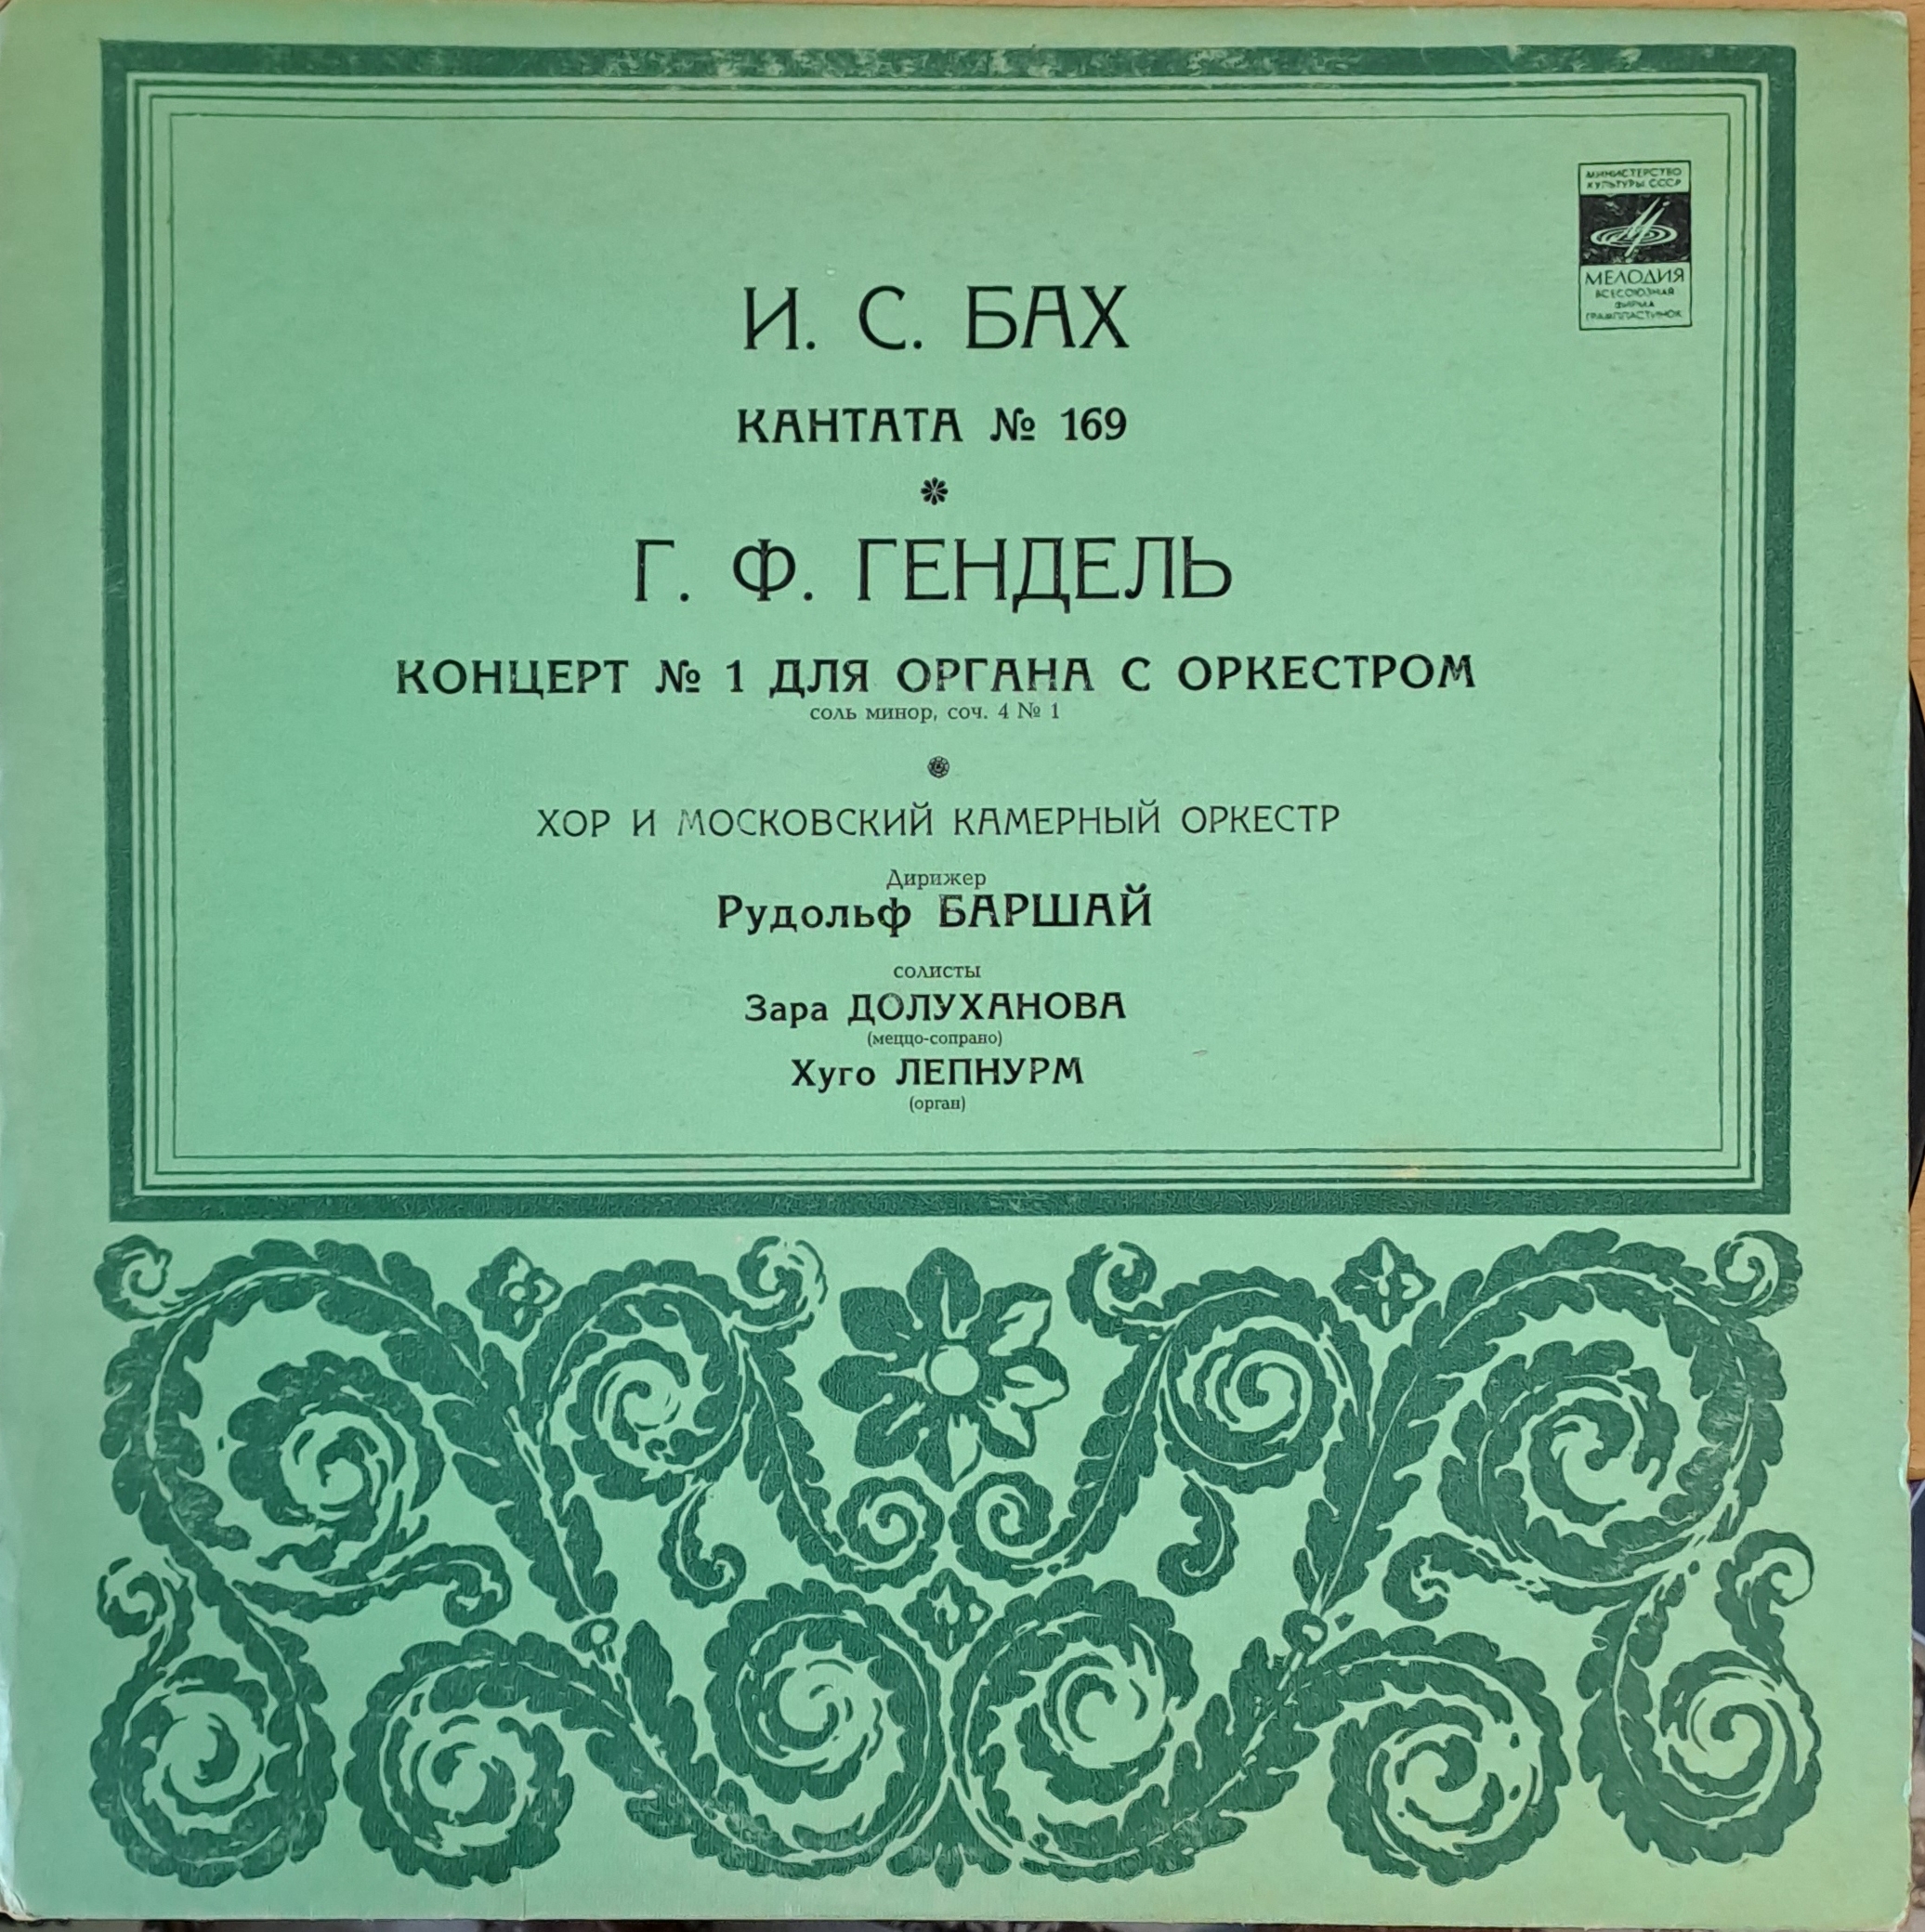 МИНИСТЕРСТВО
КУЛЬТУРЫ СССР
МЕЛОДИЯ
ВСЕСОЮЗНАЯ
ФИРМА
ГРАМПЛАСТИНОК
И. С. БАХ
КАНТАТА № 169
Г. Ф. ГЕНДЕЛЬ
КОНЦЕРТ № 1 ДЛЯ ОРГАНА С ОРКЕСТРОМ
соль минор, соч. 4 № 1
ХОР И МОСКОВСКИЙ КАМЕРНЫЙ ОРКЕСТР
Дирижер
Рудольф БАРШАЙ
солисты
Зара ДОЛУХАНОВА
(меццо-сопрано)
Хуго ЛЕПНУРМ
(орган)